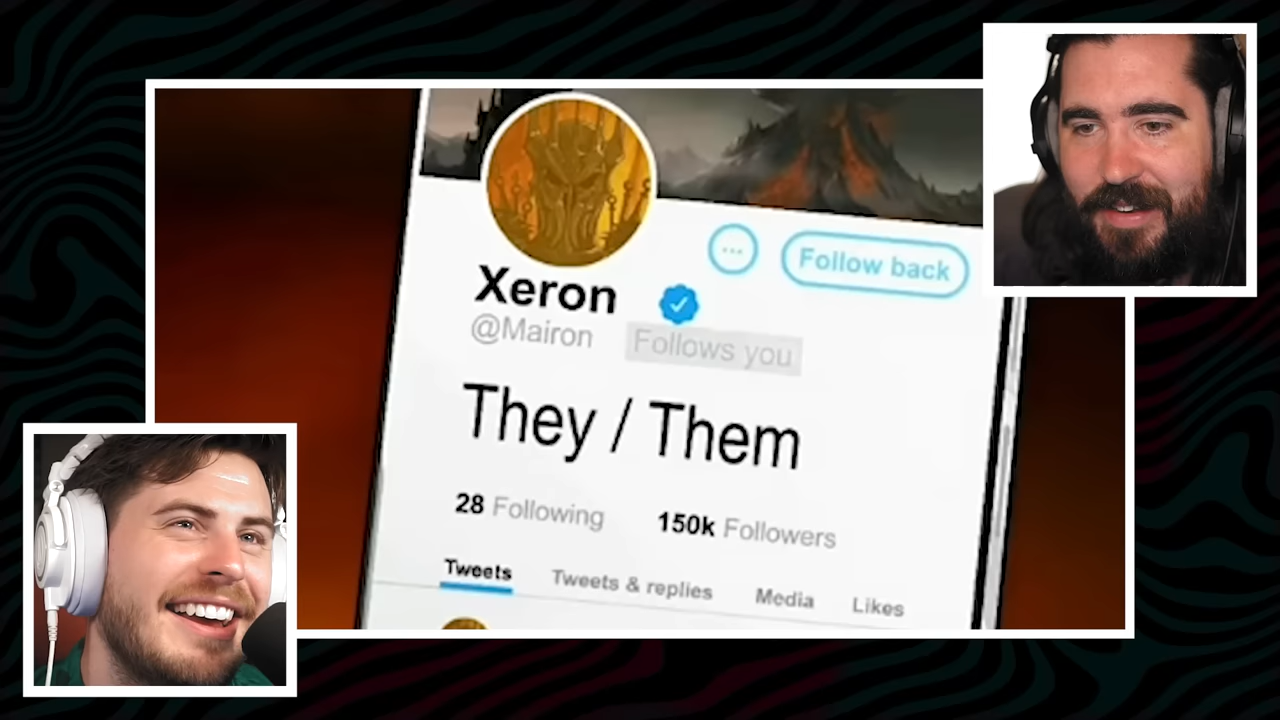 ...
Follow back
Xeron
@Mairon Follows you
They / Them
28 Following 150k Followers
Tweets Tweets & replies Media Likes